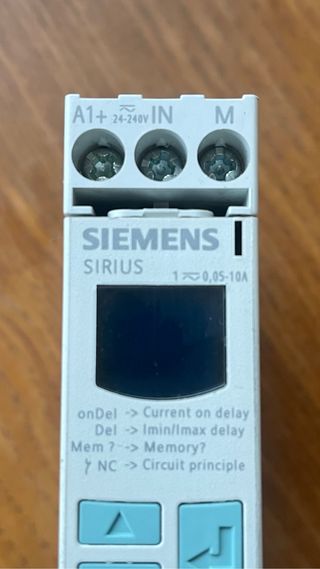 A1+ 24-240V IN M
SIEMENS
SIRIUS
1 0,05-10A
onDel -> Current on delay
Del -> Imin/Imax delay
Mem ? -> Memory?
NC -> Circuit principle